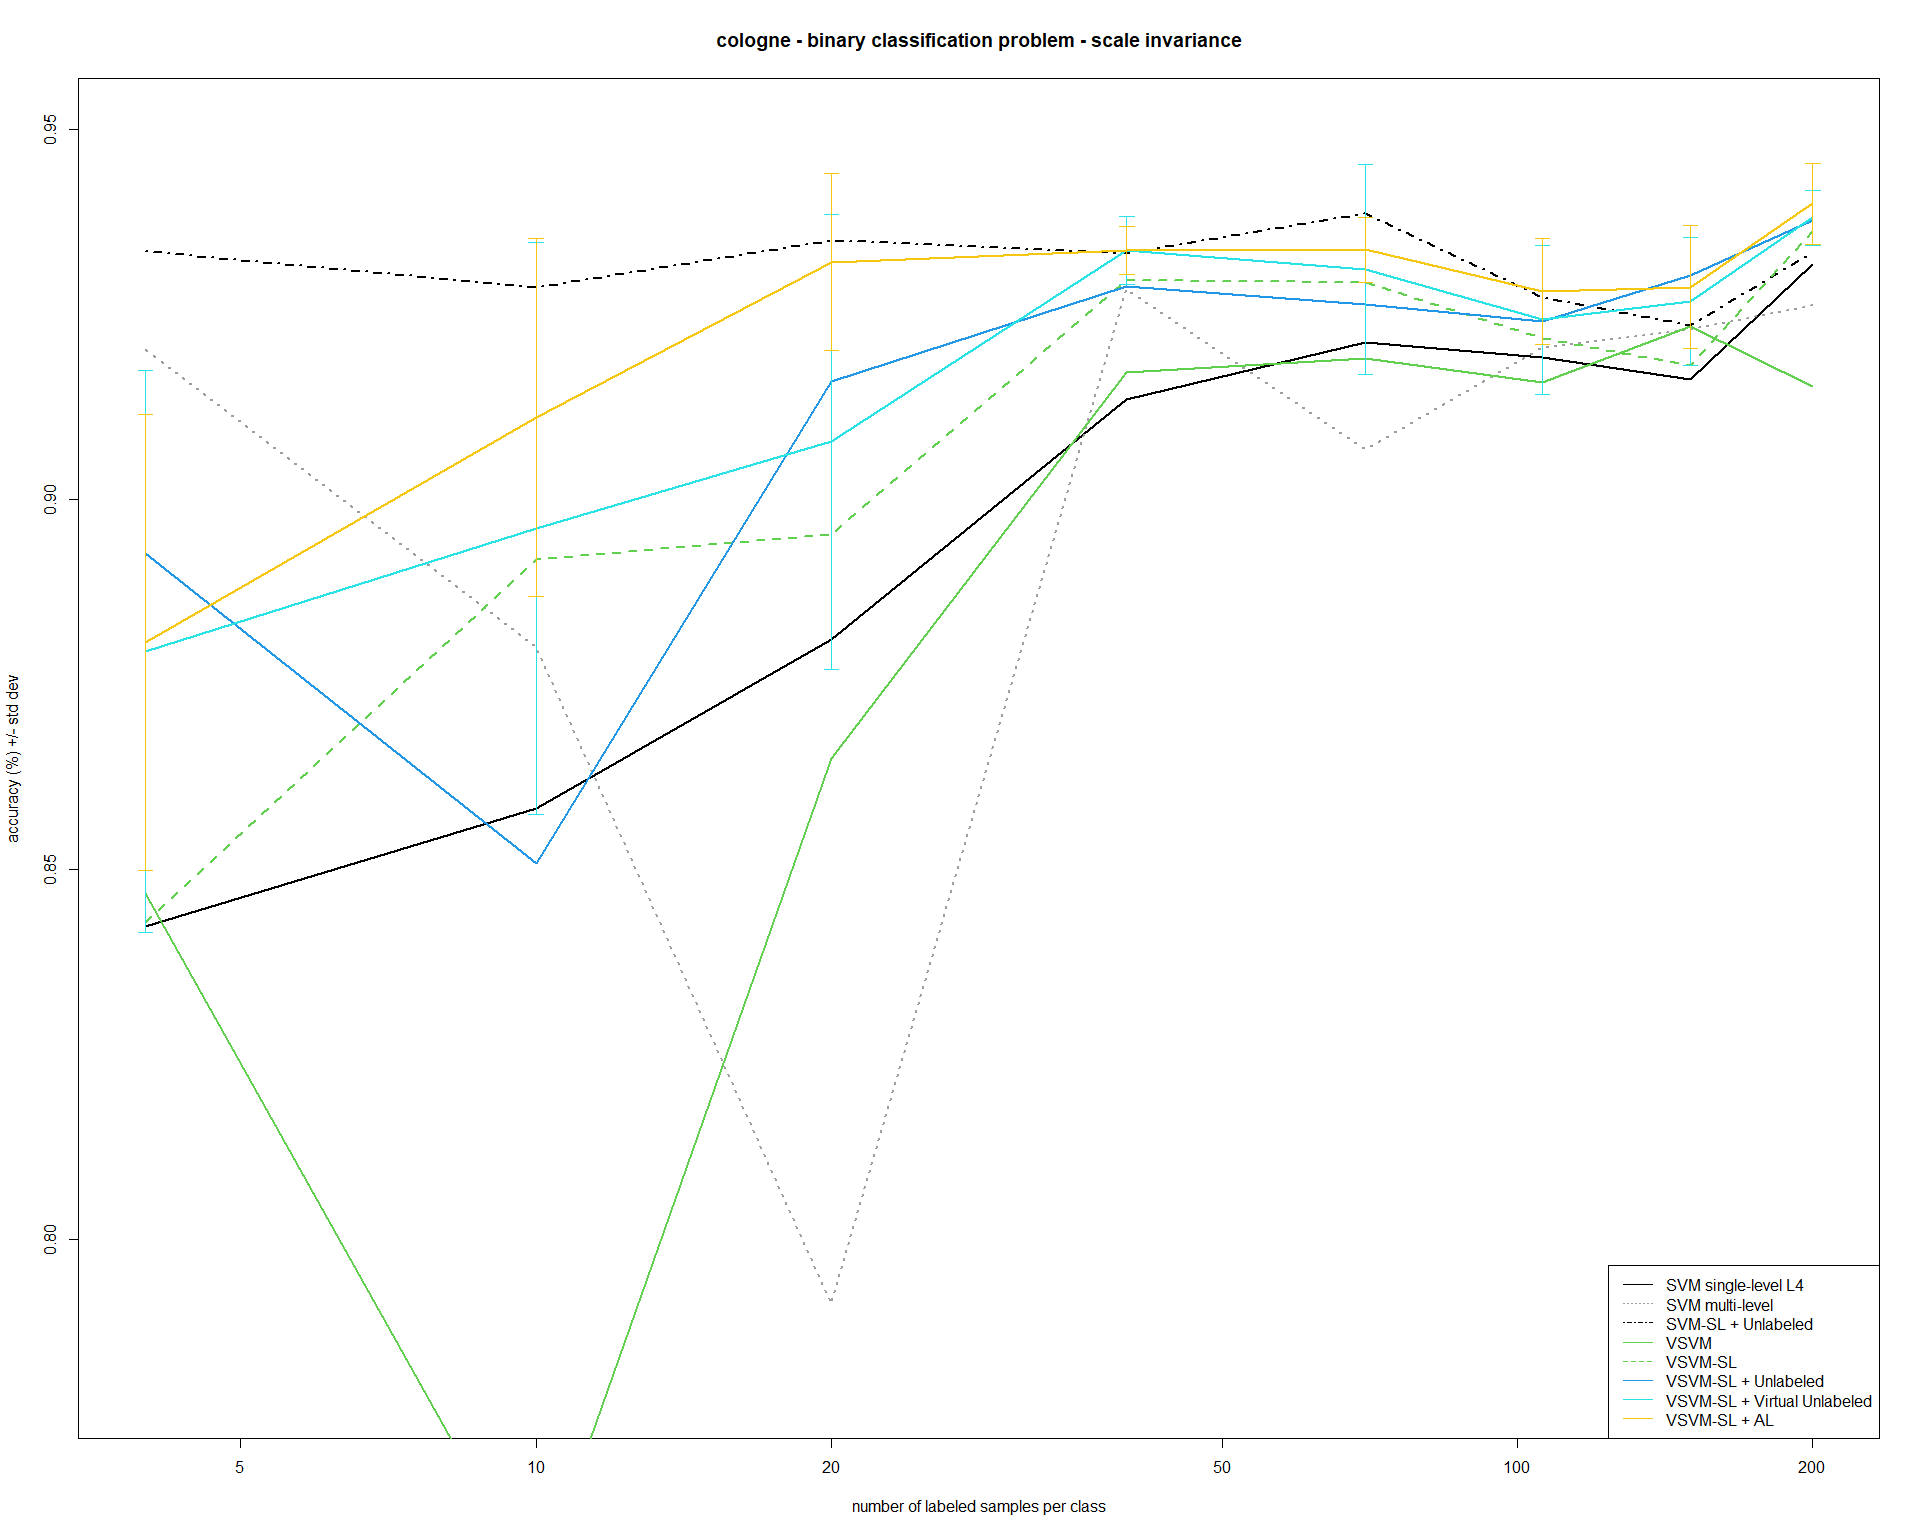 cologne - binary classification problem - scale invariance
accuracy (%) +/- std dev
0.95
0.90
0.85
0.80
SVM single-level L4
SVM multi-level
SVM-SL + Unlabeled
VSVM
VSVM-SL
VSVM-SL + Unlabeled
VSVM-SL + Virtual Unlabeled
VSVM-SL + AL
5 10 20 50 100 200
number of labeled samples per class